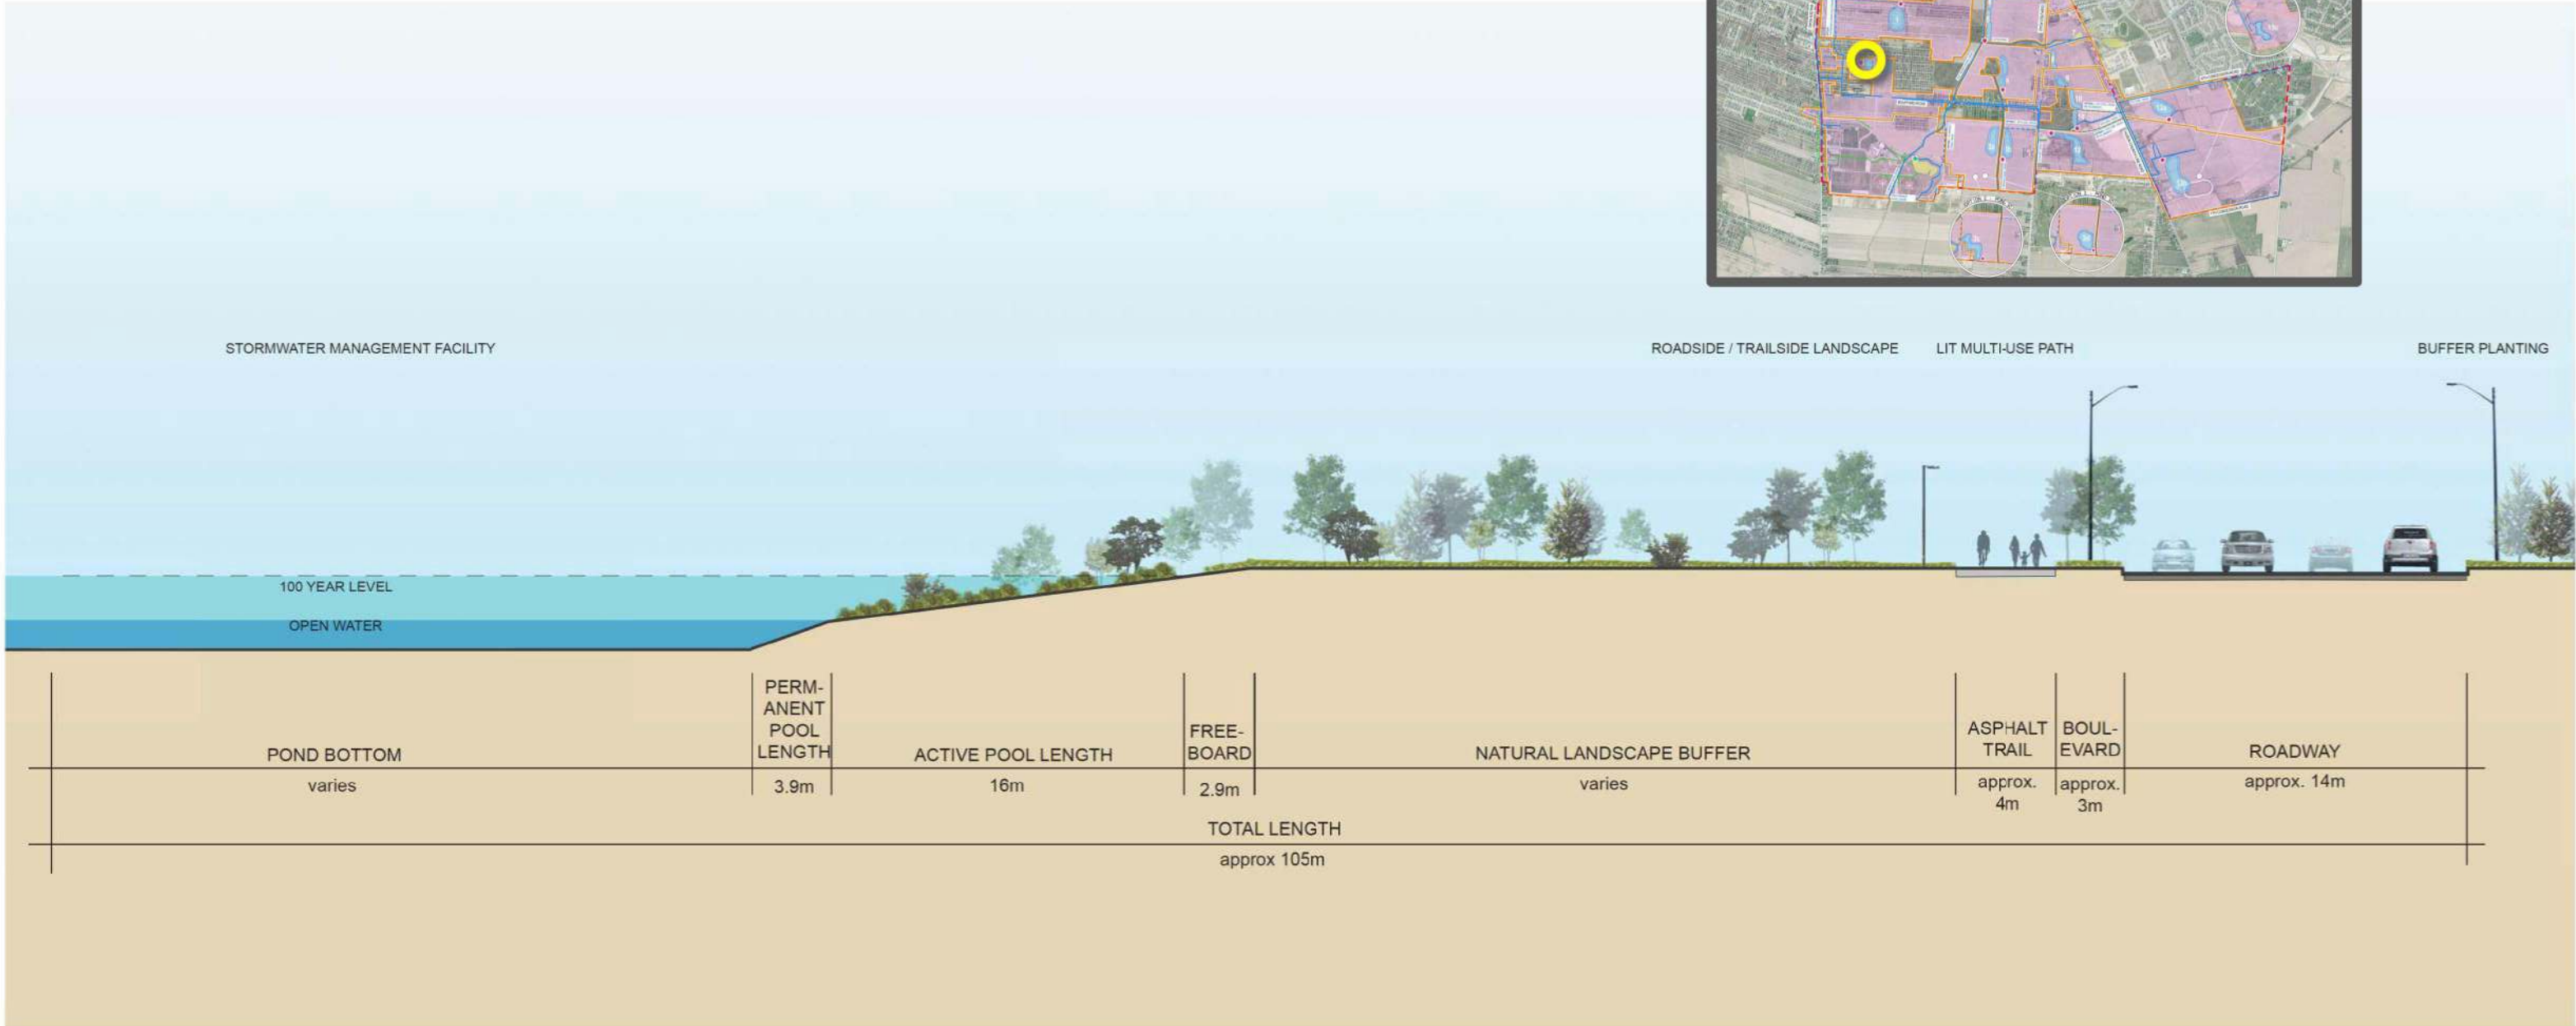 STORMWATER MANAGEMENT FACILITY
ROADSIDE / TRAILSIDE LANDSCAPE
LIT MULTI-USE PATH
BUFFER PLANTING
100 YEAR LEVEL
OPEN WATER
POND BOTTOM
varies
PERM-
ANENT
POOL
LENGTH
3.9m
ACTIVE POOL LENGTH
16m
FREE-
BOARD
2.9m
NATURAL LANDSCAPE BUFFER
varies
ASPHALT
TRAIL
approx.
4m
BOUL-
EVARD
approx.
3m
ROADWAY
approx. 14m
TOTAL LENGTH
approx 105m